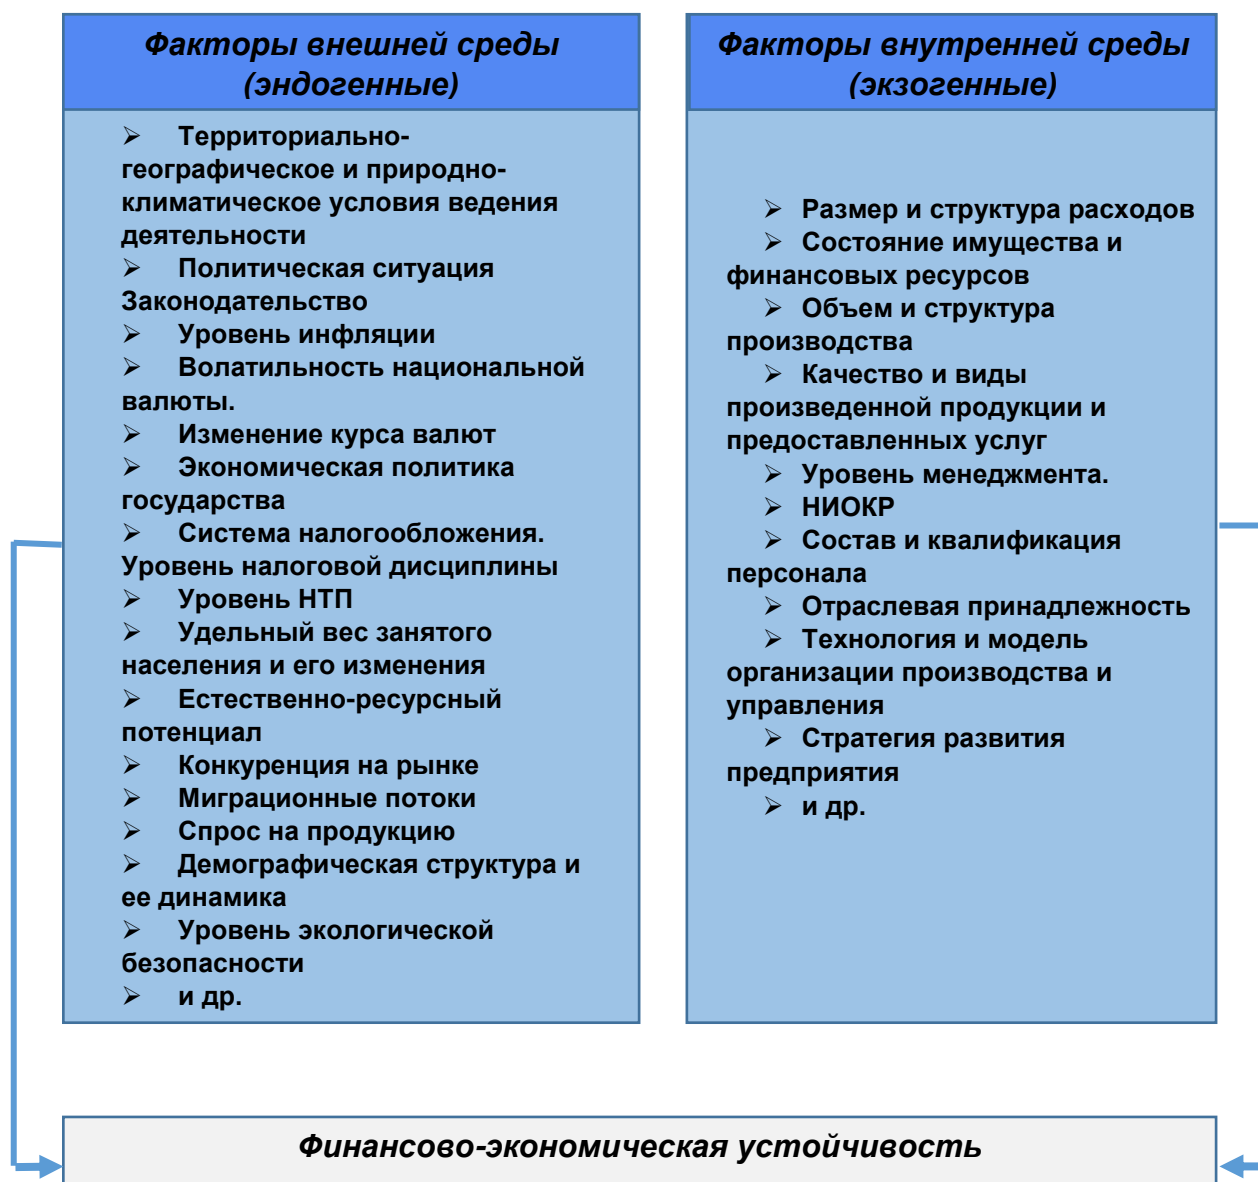 Факторы внешней среды
(эндогенные)
➢ Территориально-
географическое и природно-
климатическое условия ведения
деятельности
➢ Политическая ситуация
Законодательство
➢ Уровень инфляции
➢ Волатильность национальной
валюты.
➢ Изменение курса валют
➢ Экономическая политика
государства
➢ Система налогообложения.
Уровень налоговой дисциплины
➢ Уровень НТП
➢ Удельный вес занятого
населения и его изменения
➢ Естественно-ресурсный
потенциал
➢ Конкуренция на рынке
➢ Миграционные потоки
➢ Спрос на продукцию
➢ Демографическая структура и
ее динамика
➢ Уровень экологической
безопасности
➢ и др.
Факторы внутренней среды
(экзогенные)
➢ Размер и структура расходов
➢ Состояние имущества и
финансовых ресурсов
➢ Объем и структура
производства
➢ Качество и виды
произведенной продукции и
предоставленных услуг
➢ Уровень менеджмента.
➢ НИОКР
➢ Состав и квалификация
персонала
➢ Отраслевая принадлежность
➢ Технология и модель
организации производства и
управления
➢ Стратегия развития
предприятия
➢ и др.
Финансово-экономическая устойчивость